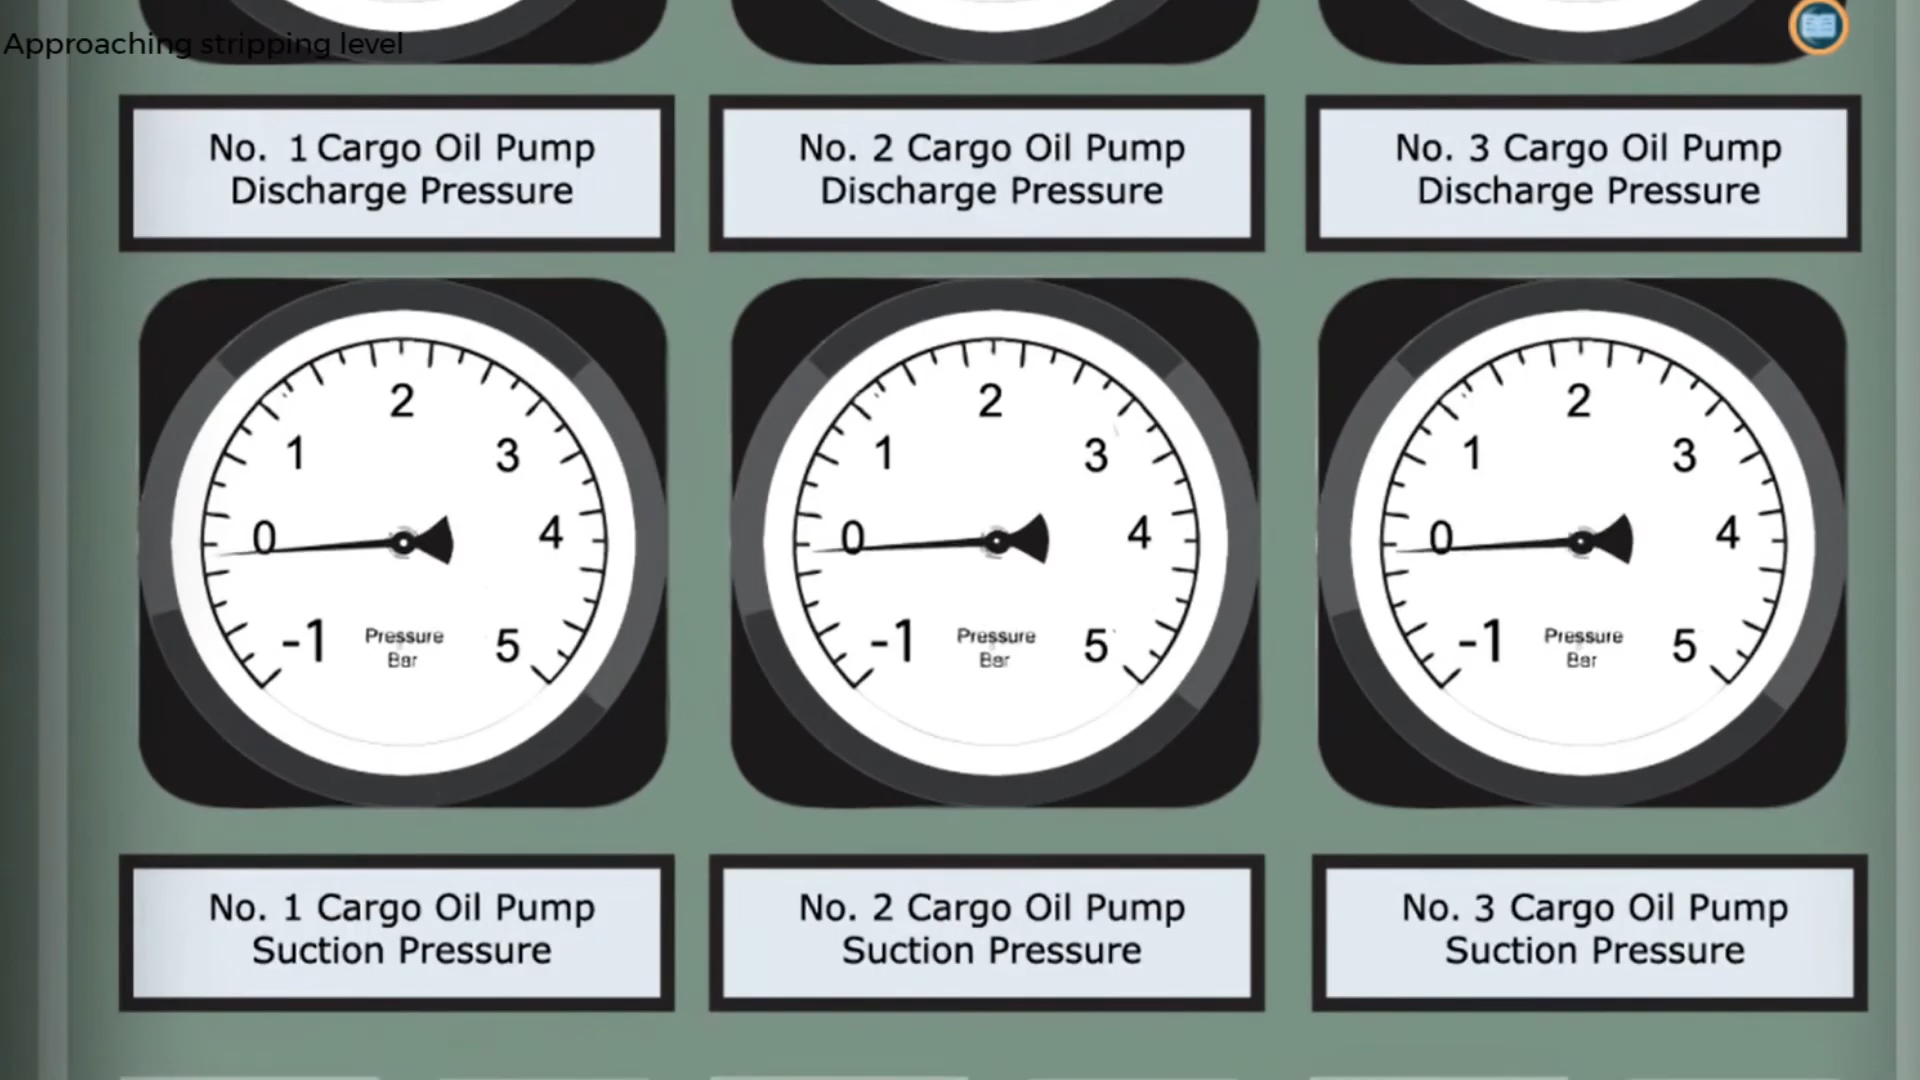 Approaching stripping level
No. 1 Cargo Oil Pump
Discharge Pressure
No. 2 Cargo Oil Pump
Discharge Pressure
No. 3 Cargo Oil Pump
Discharge Pressure
-1 0 1 2 3 4 5
Pressure
Bar
-1 0 1 2 3 4 5
Pressure
Bar
-1 0 1 2 3 4 5
Pressure
Bar
No. 1 Cargo Oil Pump
Suction Pressure
No. 2 Cargo Oil Pump
Suction Pressure
No. 3 Cargo Oil Pump
Suction Pressure